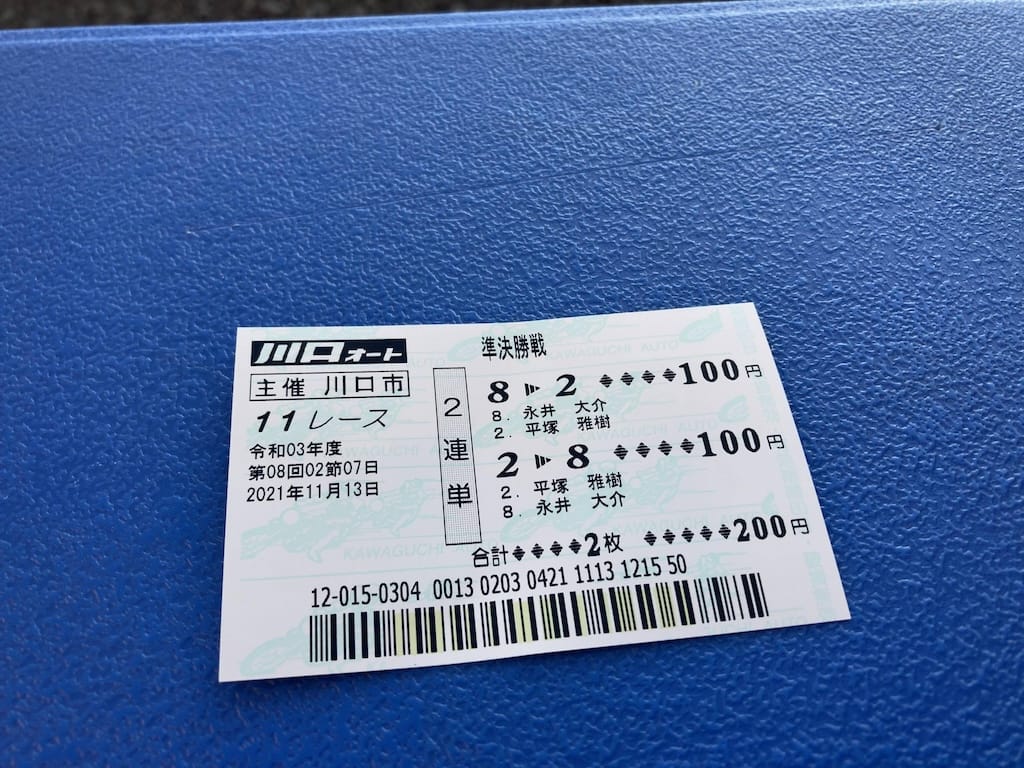 川口オート
主催 川口市
11レース
令和03年度
第08回02節07日
2021年11月13日
準決勝戦
2連単
8 ▷ 2 ◆◆◆◆100円
8. 永井 大介
2. 平塚 雅樹
2 ▷ 8 ◆◆◆◆100円
2. 平塚 雅樹
8. 永井 大介
合計◆◆◆◆2枚 ◆◆◆◆◆200円
12-015-0304 0013 0203 0421 1113 1215 50
KAWAGUCHI AUTO